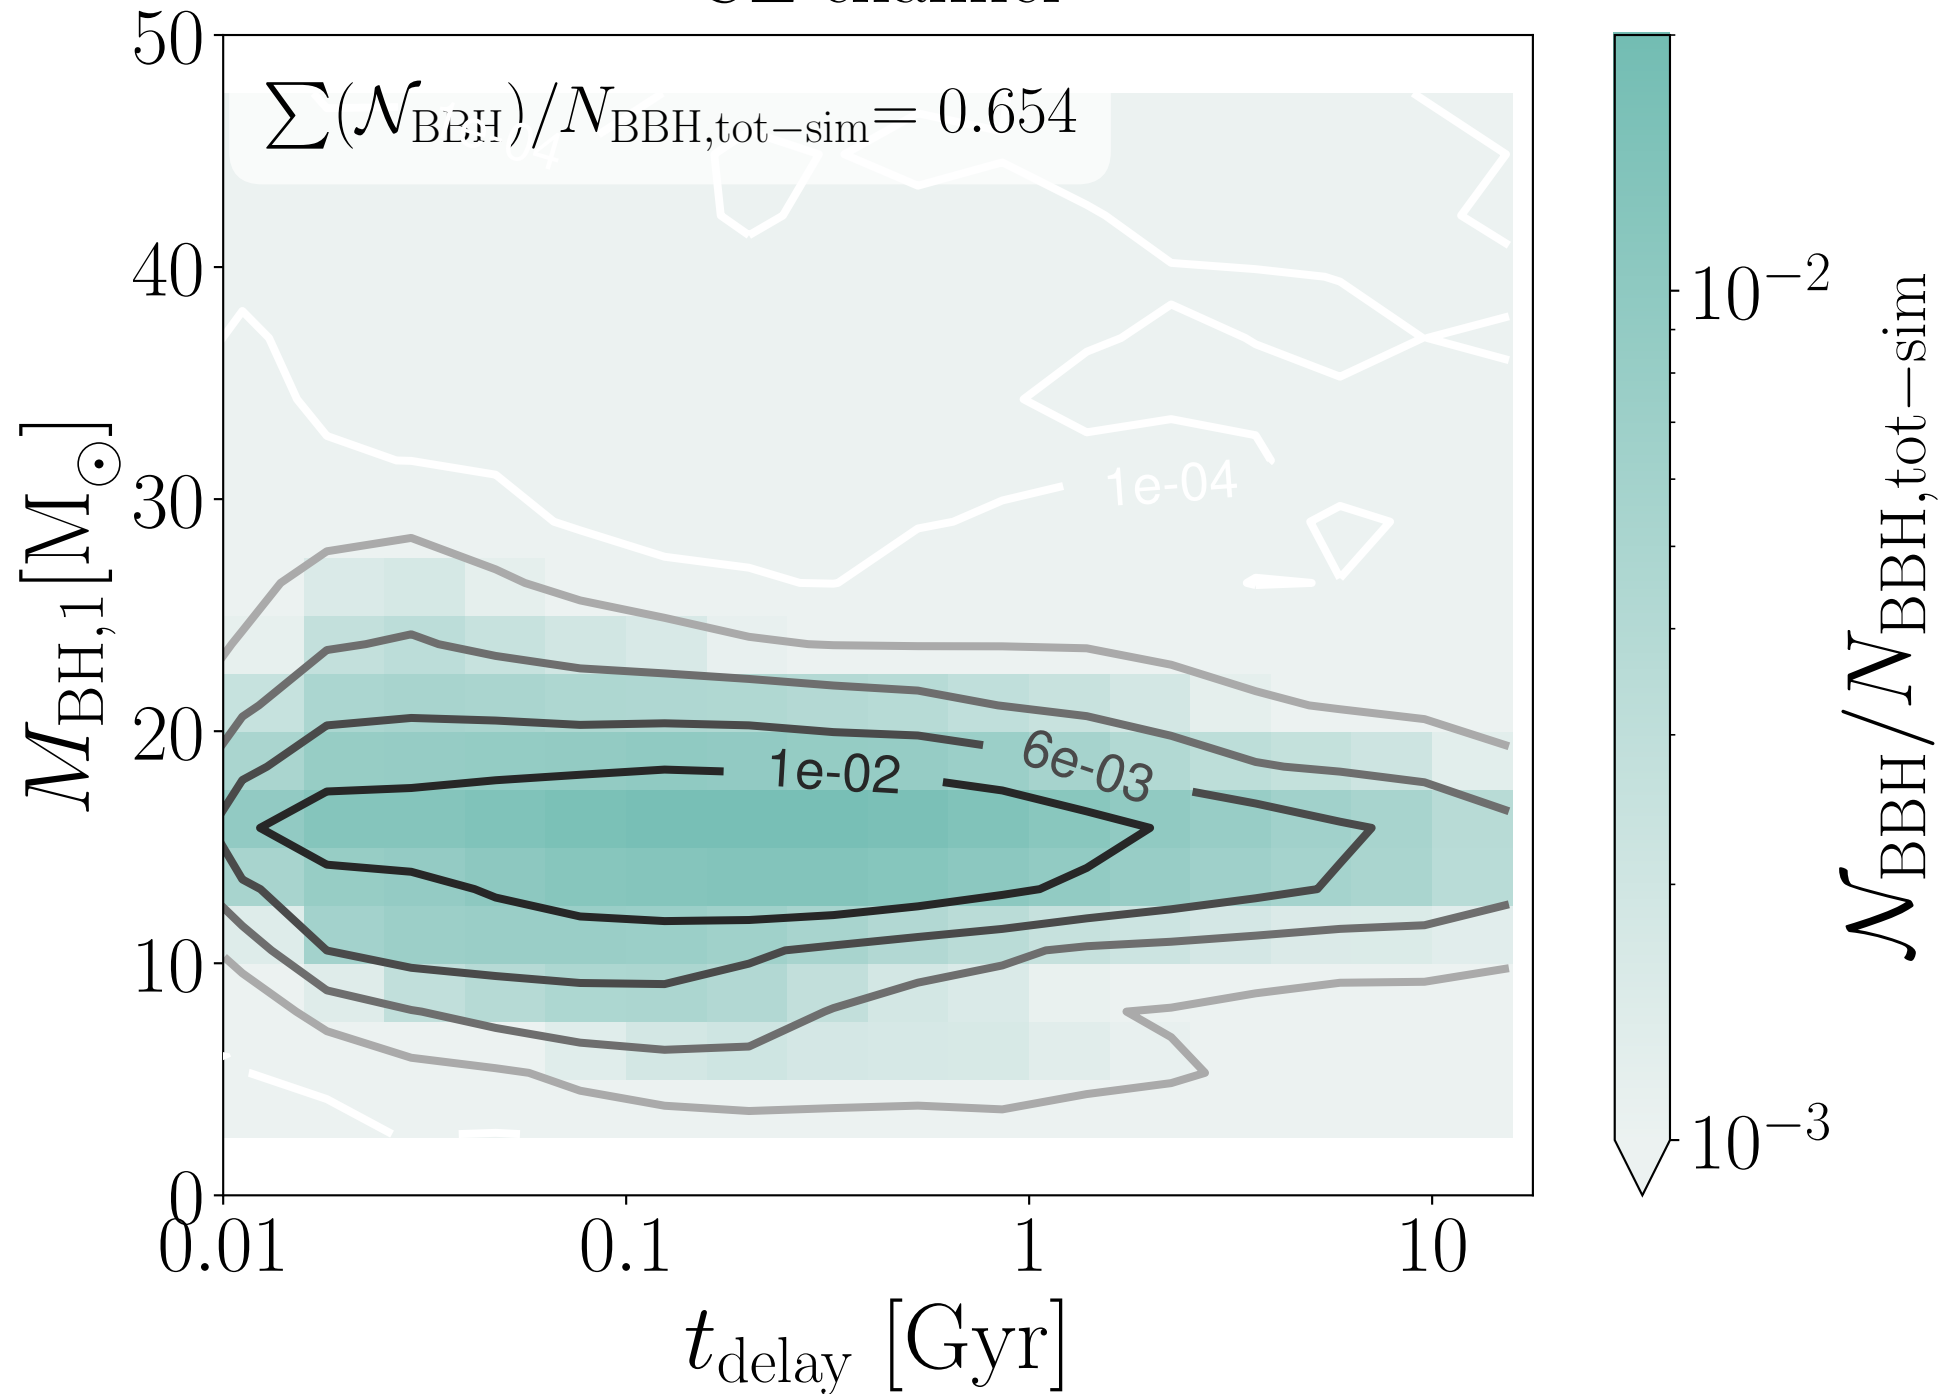 ∑(𝒩BBH)/NBBH,tot−sim= 0.654
50
40
30
20
10
0
MBH,1[M⊙]
1e-04
1e-02
6e-03
0.01
0.1
1
10
tdelay [Gyr]
10−2
10−3
𝒩BBH/NBBH,tot−sim